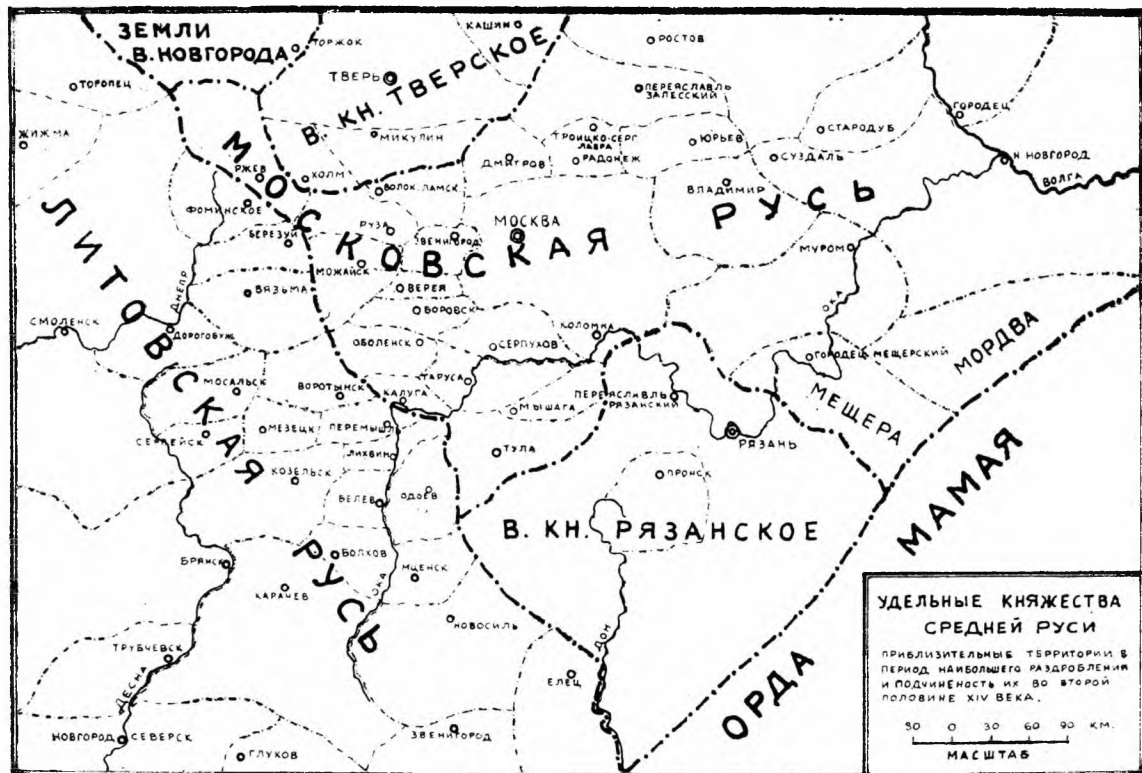 ЗЕМЛИ
В. НОВГОРОДА
ТОРЖОК
КАШИН
РОСТОВ
ТОРОПЕЦ
ТВЕРЬ
В. КН. ТВЕРСКОЕ
ПЕРЕЯСЛАВЛЬ
ЗАЛЕССКИЙ
ГОРОДЕЦ
ЖИЖМА
МИКУЛИН
ТРОИЦКО-СЕРГ.
ЛАВРА
РАДОНЕЖ
ЮРЬЕВ
СТАРОДУБ
ДМИТРОВ
СУЗДАЛЬ
Н. НОВГОРОД
ВОЛГА
РЖЕВ
ХОЛМ
ВОЛОК. ЛАМСК
ВЛАДИМИР
ФОМИНСКОЕ
МОСКОВСКАЯ РУСЬ
БЕРЕЗУЙ
РУЗА
ЗВЕНИГОРОД
МОСКВА
МУРОМ
МОЖАЙСК
ВЕРЕЯ
ВЯЗЬМА
БОРОВСК
ДНЕПР
ОКА
СМОЛЕНСК
ДОРОГОБУЖ
ЛИТОВСКАЯ РУСЬ
ОБОЛЕНСК
СЕРПУХОВ
КОЛОМНА
ГОРОДЕЦ МЕЩЕРСКИЙ
МОРДВА
МЕЩЕРА
МОСАЛЬСК
ВОРОТЫНСК
КАЛУГА
ТАРУСА
МЫШАГА
ПЕРЕЯСЛАВЛЬ
РЯЗАНСКИЙ
РЯЗАНЬ
СЕРПЕЙСК
МЕЗЕЦК
ПЕРЕМЫШЛЬ
ЛИХВИН
ТУЛА
ПРОНСК
КОЗЕЛЬСК
БЕЛЕВ
ОДОЕВ
В. КН. РЯЗАНСКОЕ
БРЯНСК
БОЛХОВ
МЦЕНСК
КАРАЧЕВ
ОКА
НОВОСИЛЬ
ДОН
ОРДА МАМАЯ
ТРУБЧЕВСК
ДЕСНА
ЕЛЕЦ
НОВГОРОД СЕВЕРСК
ГЛУХОВ
ЗВЕНИГОРОД
УДЕЛЬНЫЕ КНЯЖЕСТВА
СРЕДНЕЙ РУСИ
ПРИБЛИЗИТЕЛЬНЫЕ ТЕРРИТОРИИ В
ПЕРИОД НАИБОЛЬШЕГО РАЗДРОБЛЕНИЯ
И ПОДЧИНЕНОСТЬ ИХ ВО ВТОРОЙ
ПОЛОВИНЕ XIV ВЕКА.
30 0 30 60 90 КМ.
МАСШТАБ